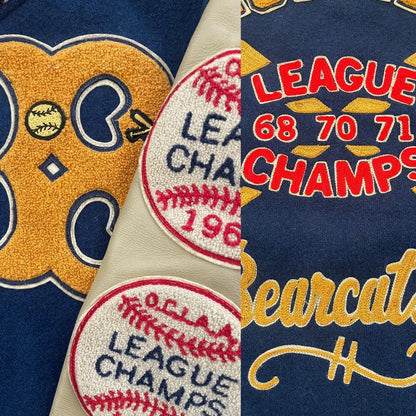 LEAGUE
CHAMPS
196
O.C.I.A.A.
LEAGUE
CHAMPS
LEAGUE
68 70 71
CHAMPS
Bearcats
H